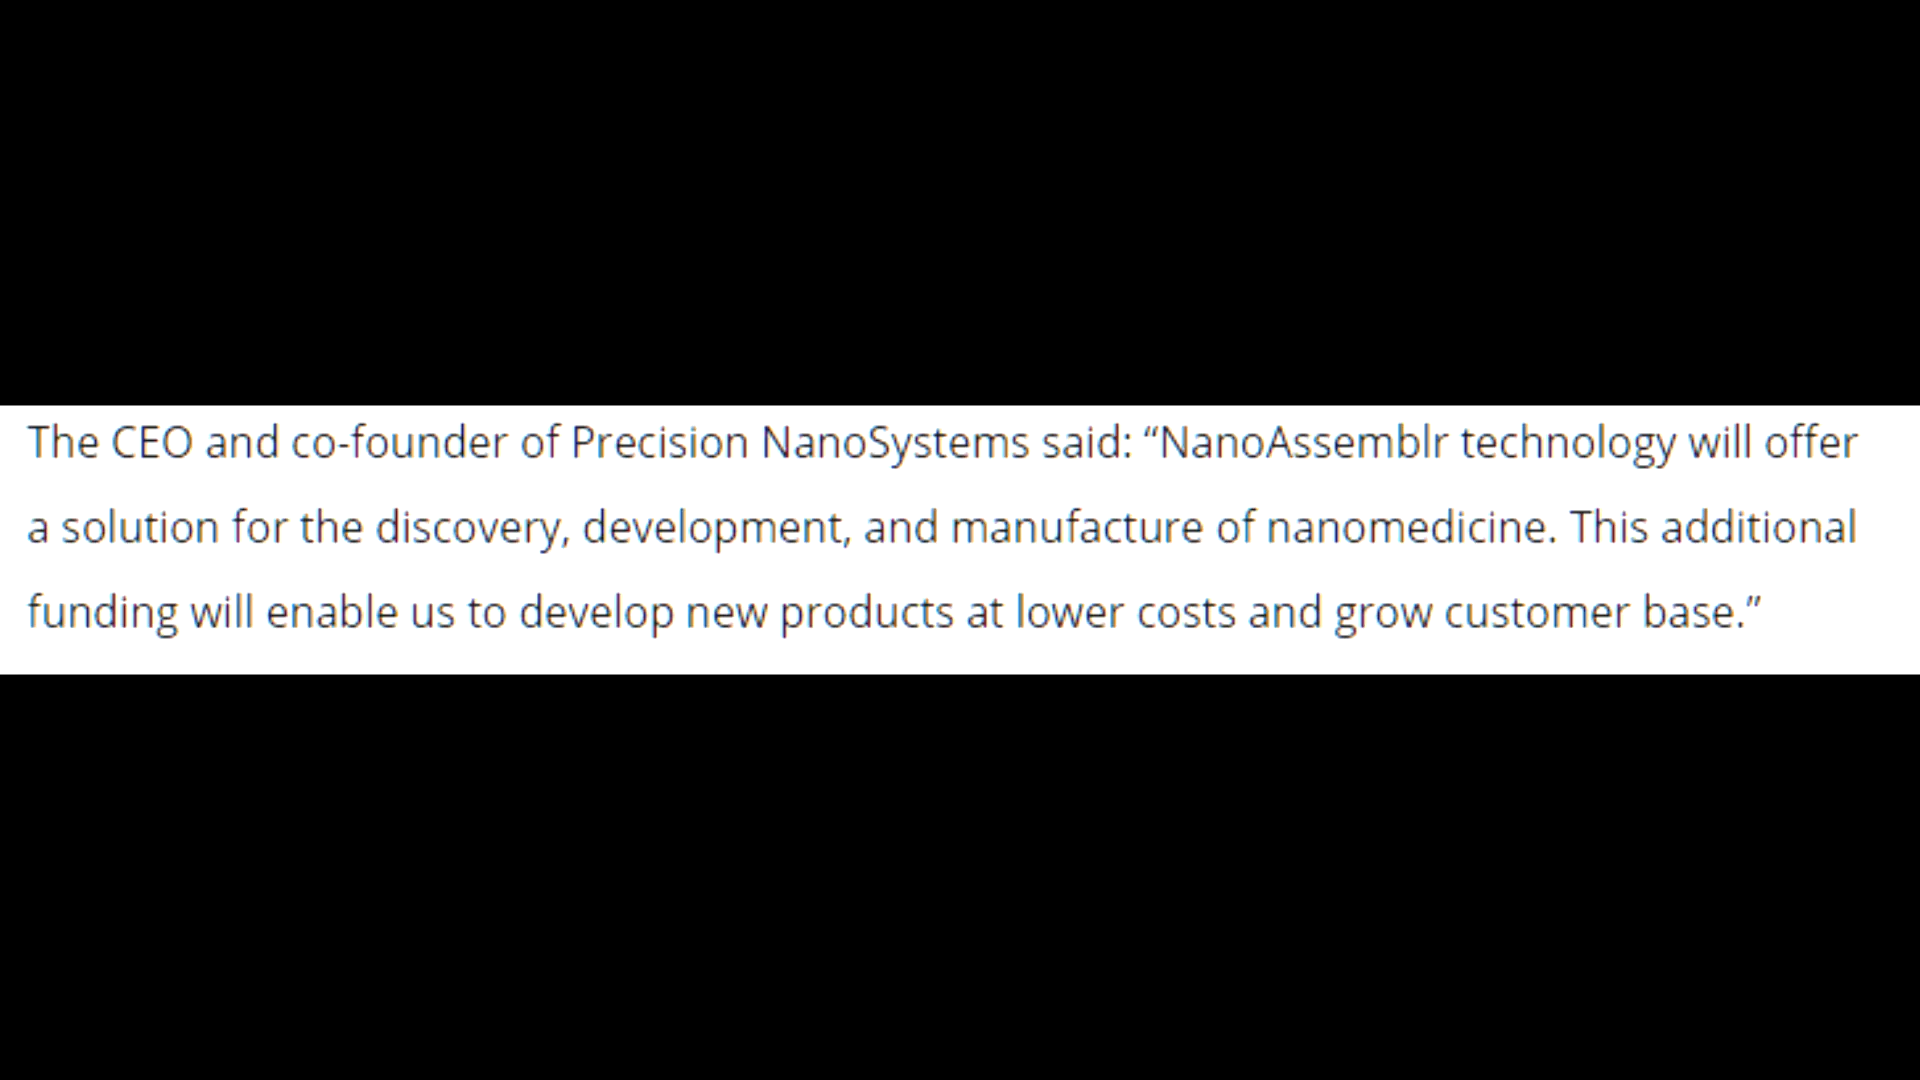 The CEO and co-founder of Precision NanoSystems said: “NanoAssemblr technology will offer
a solution for the discovery, development, and manufacture of nanomedicine. This additional
funding will enable us to develop new products at lower costs and grow customer base.”